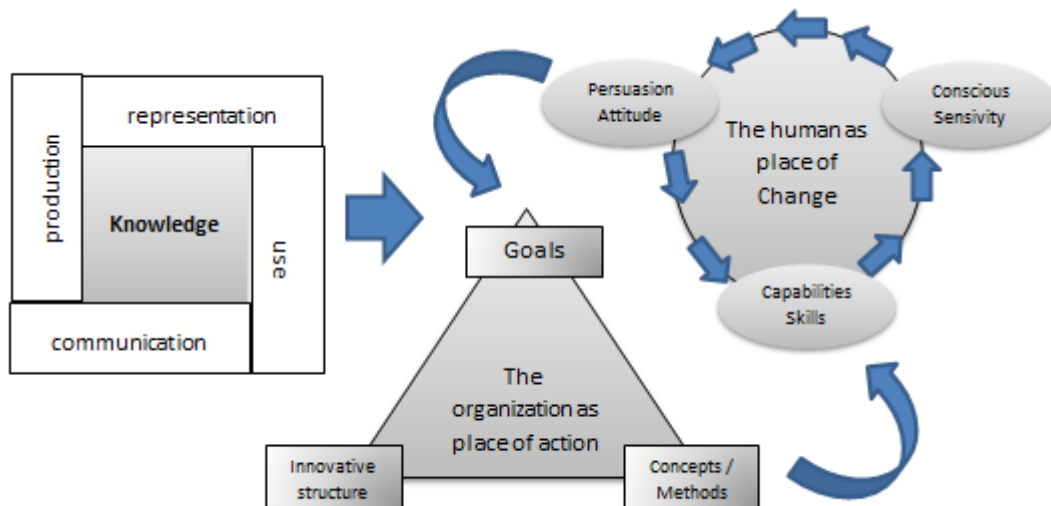 production
representation
Knowledge
use
communication
Persuasion
Attitude
Conscious
Sensivity
The human as
place of
Change
Capabilities
Skills
Goals
The
organization as
place of action
Innovative
structure
Concepts /
Methods